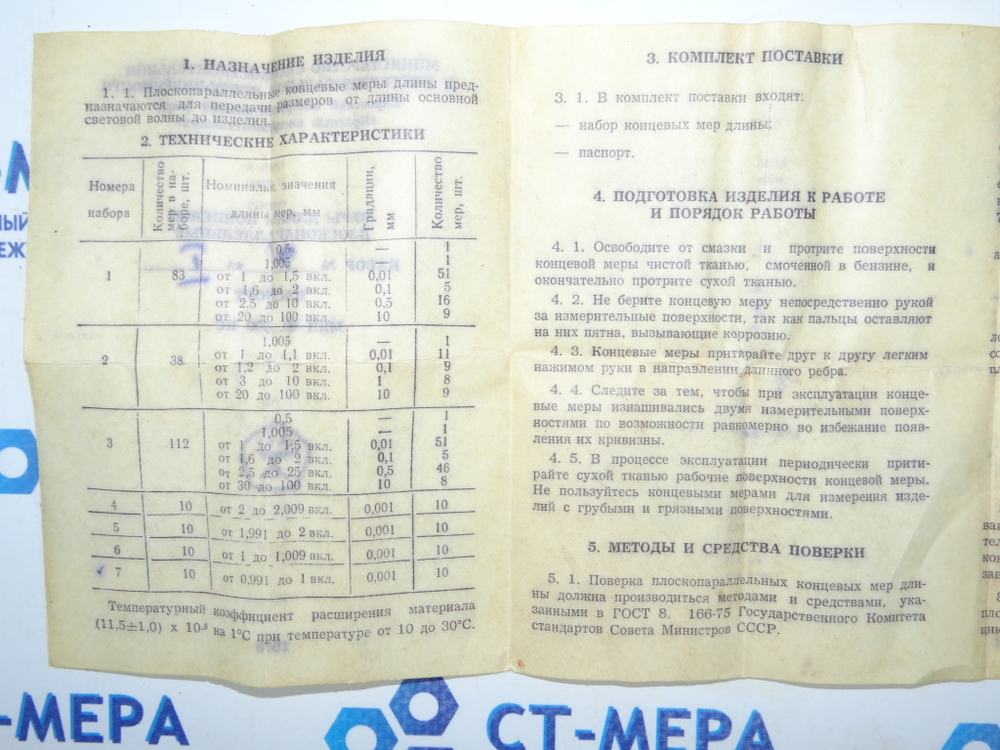 1. НАЗНАЧЕНИЕ ИЗДЕЛИЯ
1. 1. Плоскопараллельные концевые меры длины пред-
назначаются для передачи размеров от длины основной
световой волны до изделия.
2. ТЕХНИЧЕСКИЕ ХАРАКТЕРИСТИКИ
Номера набора | Количество мер в на-боре, шт. | Номинальн. значения длины мер, мм | Градации, мм | Количество мер, шт.
1 83 0,5 — 1
1,005 — 1
от 1 до 1,5 вкл. 0,01 51
от 1,6 до 2 вкл. 0,1 5
от 2,5 до 10 вкл. 0,5 16
от 20 до 100 вкл. 10 9
2 38 1,005 — 1
от 1 до 1,1 вкл. 0,01 11
от 1,2 до 2 вкл. 0,1 9
от 3 до 10 вкл. 1 8
от 20 до 100 вкл. 10 9
3 112 0,5 — 1
1,005 — 1
от 1 до 1,5 вкл. 0,01 51
от 1,6 до 2 вкл. 0,1 5
от 2,5 до 25 вкл. 0,5 46
от 30 до 100 вкл. 10 8
4 10 от 2 до 2,009 вкл. 0,001 10
5 10 от 1,991 до 2 вкл. 0,001 10
6 10 от 1 до 1,009 вкл. 0,001 10
7 10 от 0,991 до 1 вкл. 0,001 10
Температурный коэффициент расширения материала
(11,5±1,0) x 10⁻⁶ на 1°С при температуре от 10 до 30°С.
3. КОМПЛЕКТ ПОСТАВКИ
3. 1. В комплект поставки входят:
— набор концевых мер длины;
— паспорт.
4. ПОДГОТОВКА ИЗДЕЛИЯ К РАБОТЕ
И ПОРЯДОК РАБОТЫ
4. 1. Освободите от смазки и протрите поверхности
концевой меры чистой тканью, смоченной в бензине, и
окончательно протрите сухой тканью.
4. 2. Не берите концевую меру непосредственно рукой
за измерительные поверхности, так как пальцы оставляют
на них пятна, вызывающие коррозию.
4. 3. Концевые меры притирайте друг к другу легким
нажимом руки в направлении длинного ребра.
4. 4. Следите за тем, чтобы при эксплуатации конце-
вые меры изнашивались двумя измерительными поверх-
ностями по возможности равномерно во избежание появ-
ления их кривизны.
4. 5. В процессе эксплуатации периодически прити-
райте сухой тканью рабочие поверхности концевой меры.
Не пользуйтесь концевыми мерами для измерения изде-
лий с грубыми и грязными поверхностями.
5. МЕТОДЫ И СРЕДСТВА ПОВЕРКИ
5. 1. Поверка плоскопараллельных концевых мер дли-
ны должна производиться методами и средствами, ука-
занными в ГОСТ 8. 166-75 Государственного Комитета
стандартов Совета Министров СССР.
Т-МЕРА
СТ-МЕРА